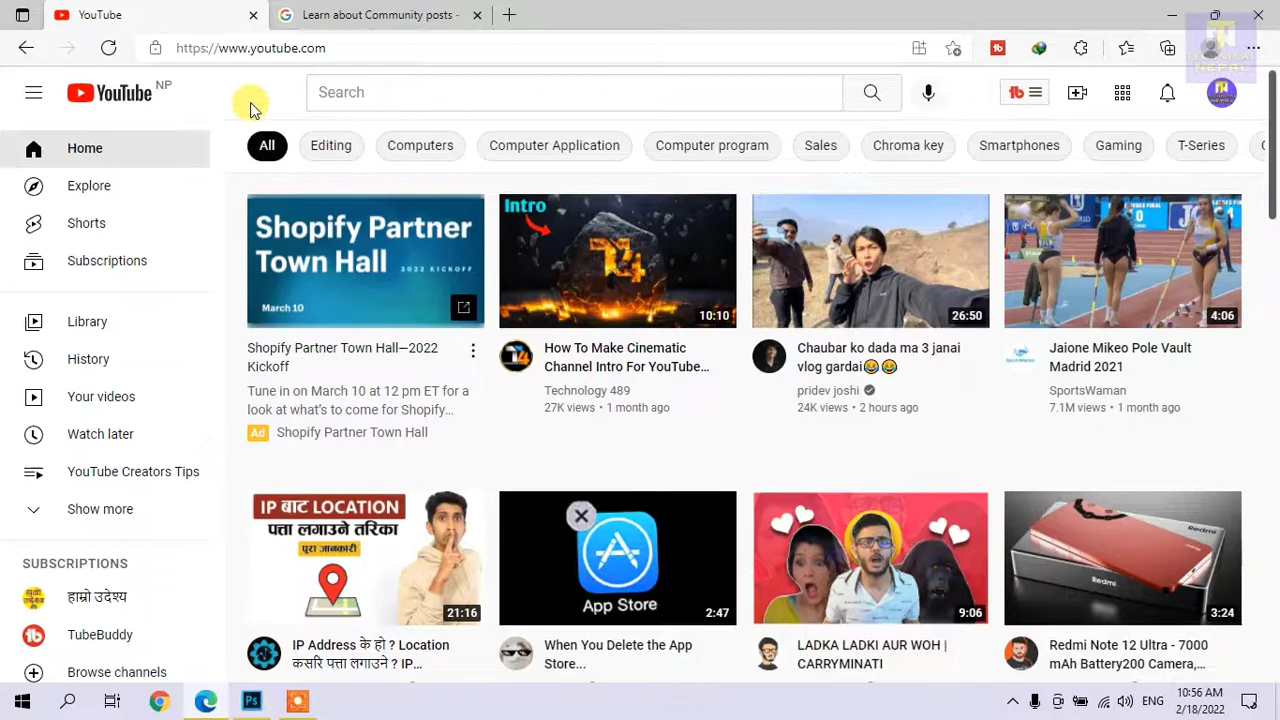 YouTube
Learn about Community posts -
https://www.youtube.com
YouTube NP
Search
All
Editing
Computers
Computer Application
Computer program
Sales
Chroma key
Smartphones
Gaming
T-Series
Home
Explore
Shorts
Subscriptions
Library
History
Your videos
Watch later
YouTube Creators Tips
Show more
SUBSCRIPTIONS
हाम्रो उदेश्य
TubeBuddy
Browse channels
Shopify Partner
Town Hall
2022 KICKOFF
March 10
Shopify Partner Town Hall—2022
Kickoff
Tune in on March 10 at 12 pm ET for a
look at what's to come for Shopify…
Ad Shopify Partner Town Hall
Intro
10:10
How To Make Cinematic
Channel Intro For YouTube…
Technology 489
27K views • 1 month ago
26:50
Chaubar ko dada ma 3 janai
vlog gardai😂😂
pridev joshi
24K views • 2 hours ago
4:06
Jaione Mikeo Pole Vault
Madrid 2021
SportsWaman
7.1M views • 1 month ago
IP बाट LOCATION
पत्ता लगाउने तरिका
पूरा जानकारी
21:16
IP Address के हो ? Location
कसरि पत्ता लगाउने ? IP…
App Store
2:47
When You Delete the App
Store...
9:06
LADKA LADKI AUR WOH |
CARRYMINATI
Redmi
Redmi
3:24
Redmi Note 12 Ultra - 7000
mAh Battery200 Camera,…
Ps
ENG
10:56 AM
2/18/2022